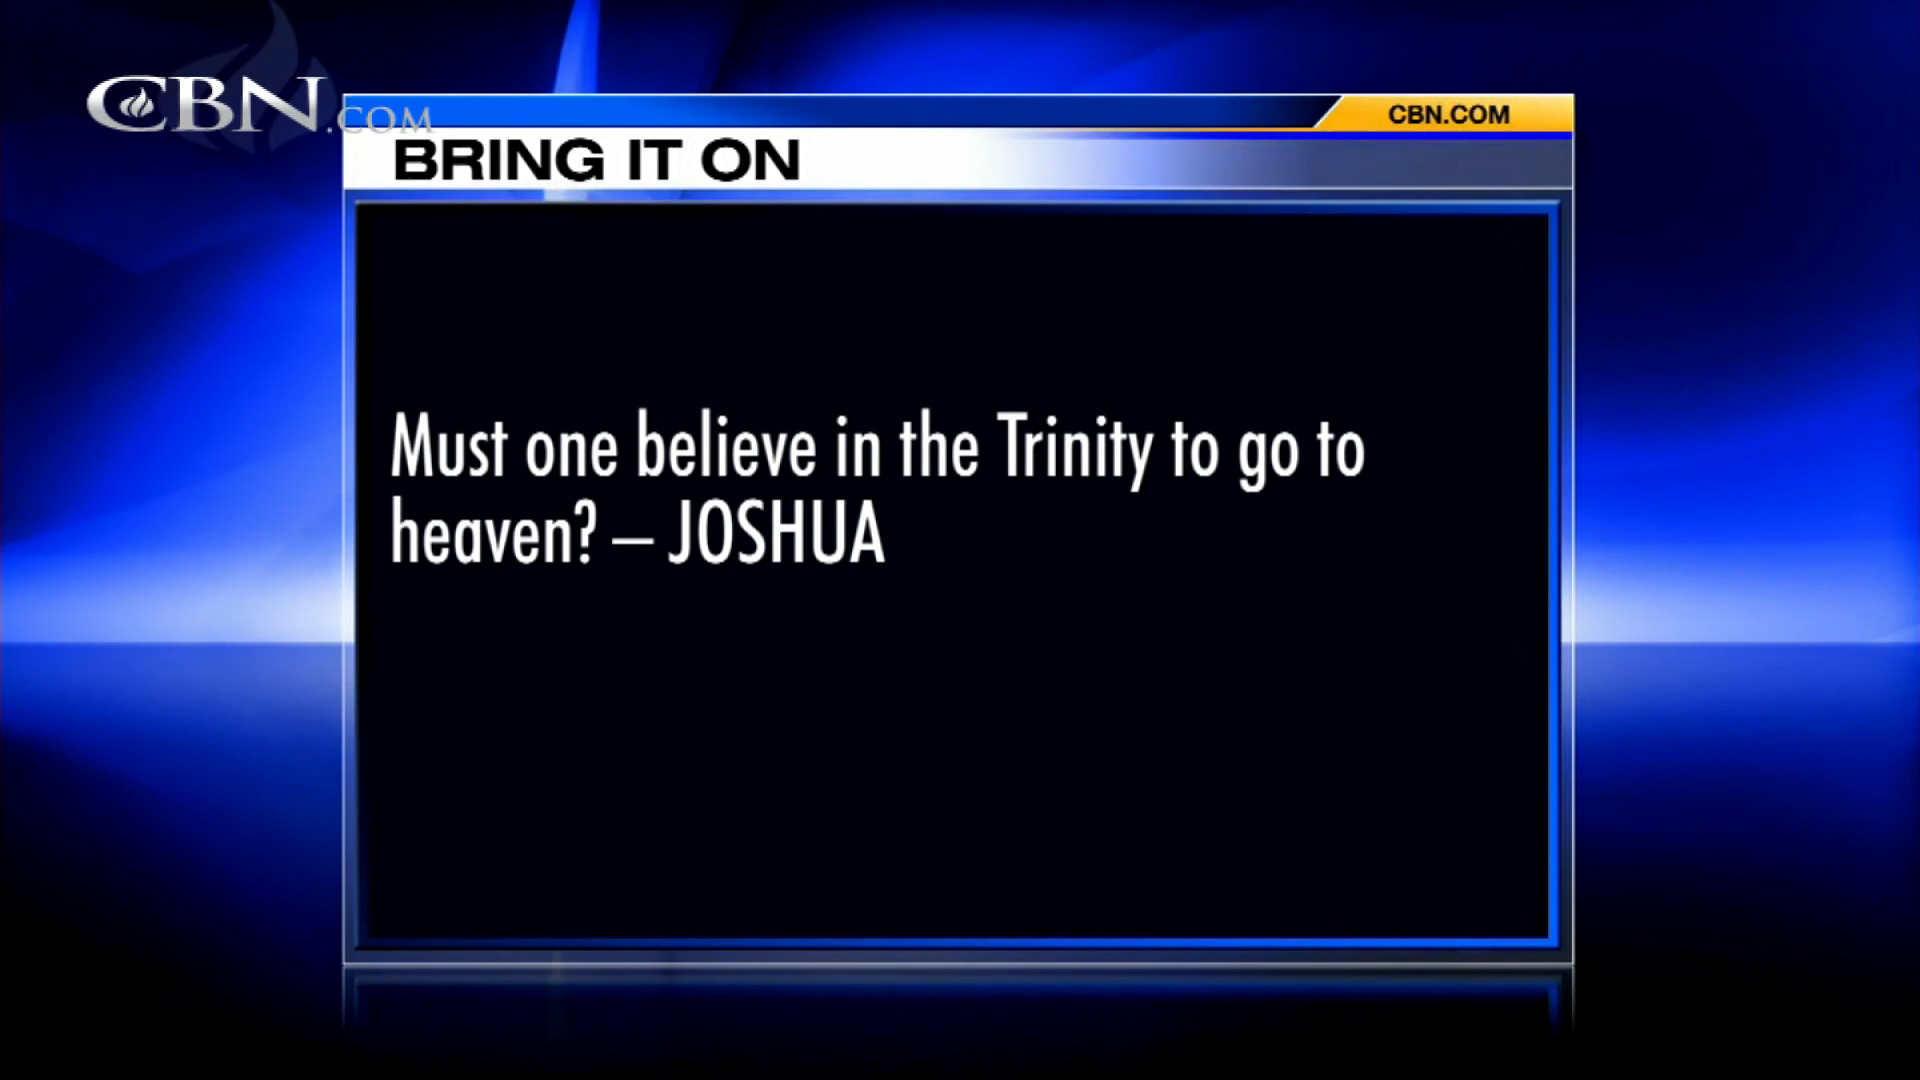 CBN.COM
CBN.COM
BRING IT ON
Must one believe in the Trinity to go to
heaven? – JOSHUA